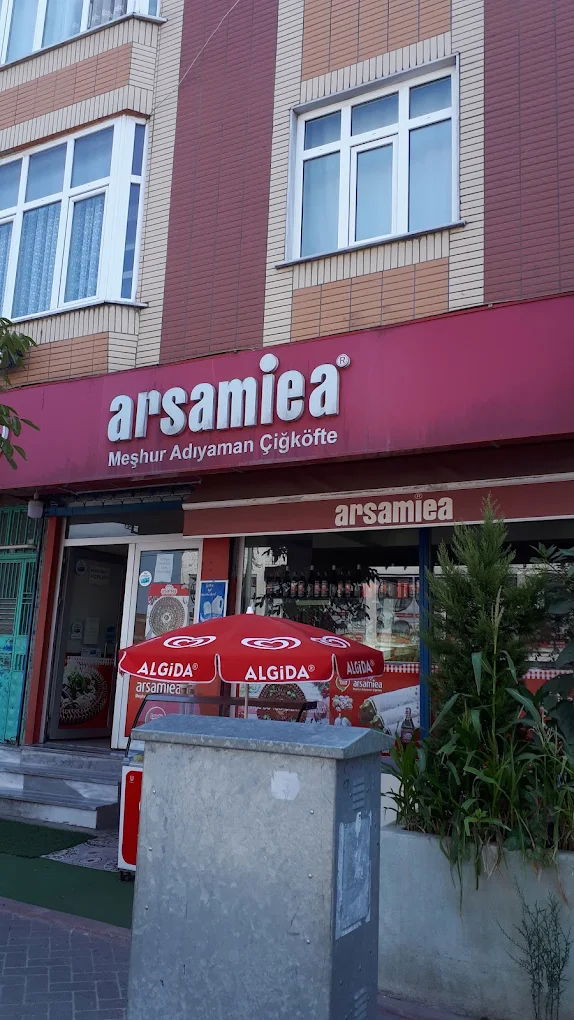 arsamiea®
Meşhur Adıyaman Çiğköfte
arsamiea®
ALGiDA®
ALGiDA®
ALGiDA®
arsamiea
arsamiea